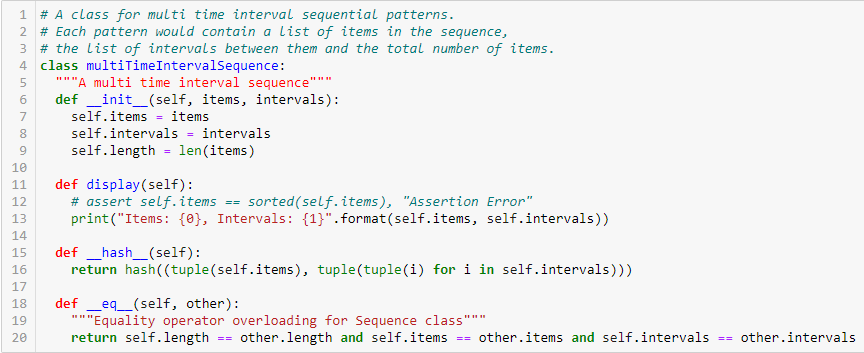 1 # A class for multi time interval sequential patterns.
2 # Each pattern would contain a list of items in the sequence,
3 # the list of intervals between them and the total number of items.
4 class multiTimeIntervalSequence:
5   """A multi time interval sequence"""
6   def __init__(self, items, intervals):
7     self.items = items
8     self.intervals = intervals
9     self.length = len(items)
10
11   def display(self):
12     # assert self.items == sorted(self.items), "Assertion Error"
13     print("Items: {0}, Intervals: {1}".format(self.items, self.intervals))
14
15   def __hash__(self):
16     return hash((tuple(self.items), tuple(tuple(i) for i in self.intervals)))
17
18   def __eq__(self, other):
19     """Equality operator overloading for Sequence class"""
20     return self.length == other.length and self.items == other.items and self.intervals == other.intervals